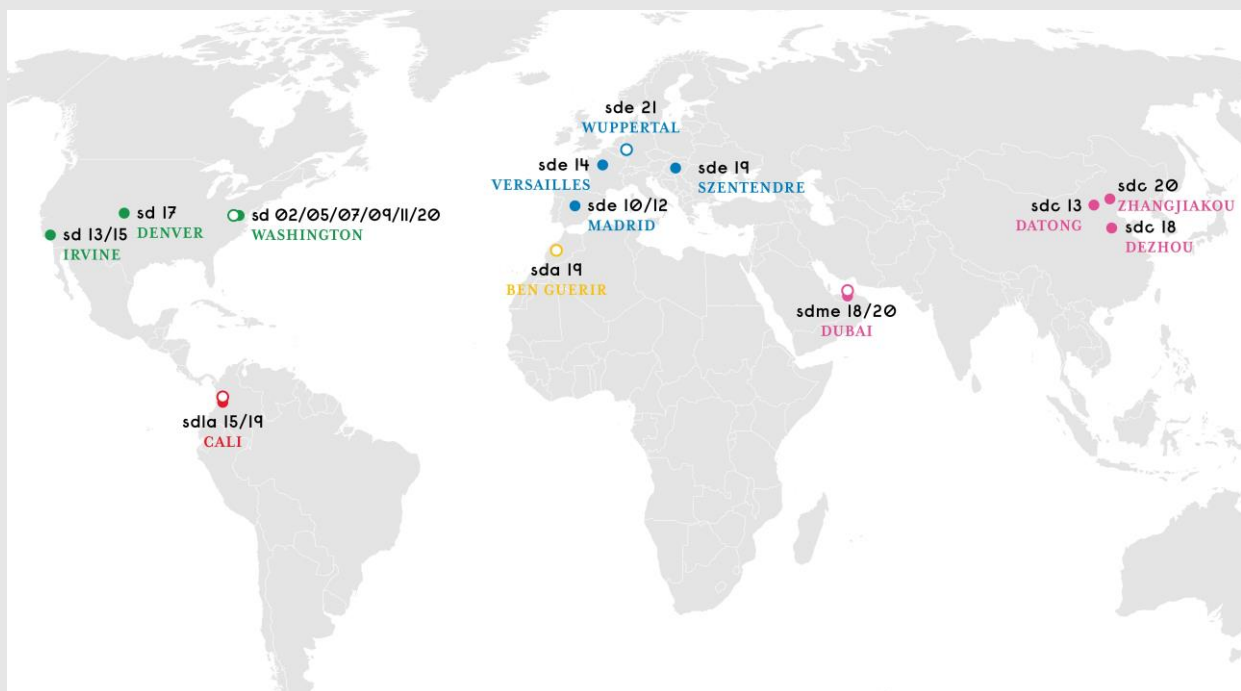 sde 21
WUPPERTAL
sde 14
VERSAILLES
sde 19
SZENTENDRE
sde 10/12
MADRID
sd 17
DENVER
sd 02/05/07/09/11/20
WASHINGTON
sd 13/15
IRVINE
sda 19
BEN GUERIR
sdc 20
ZHANGJIAKOU
sdc 13
DATONG
sdc 18
DEZHOU
sdme 18/20
DUBAI
sdla 15/19
CALI